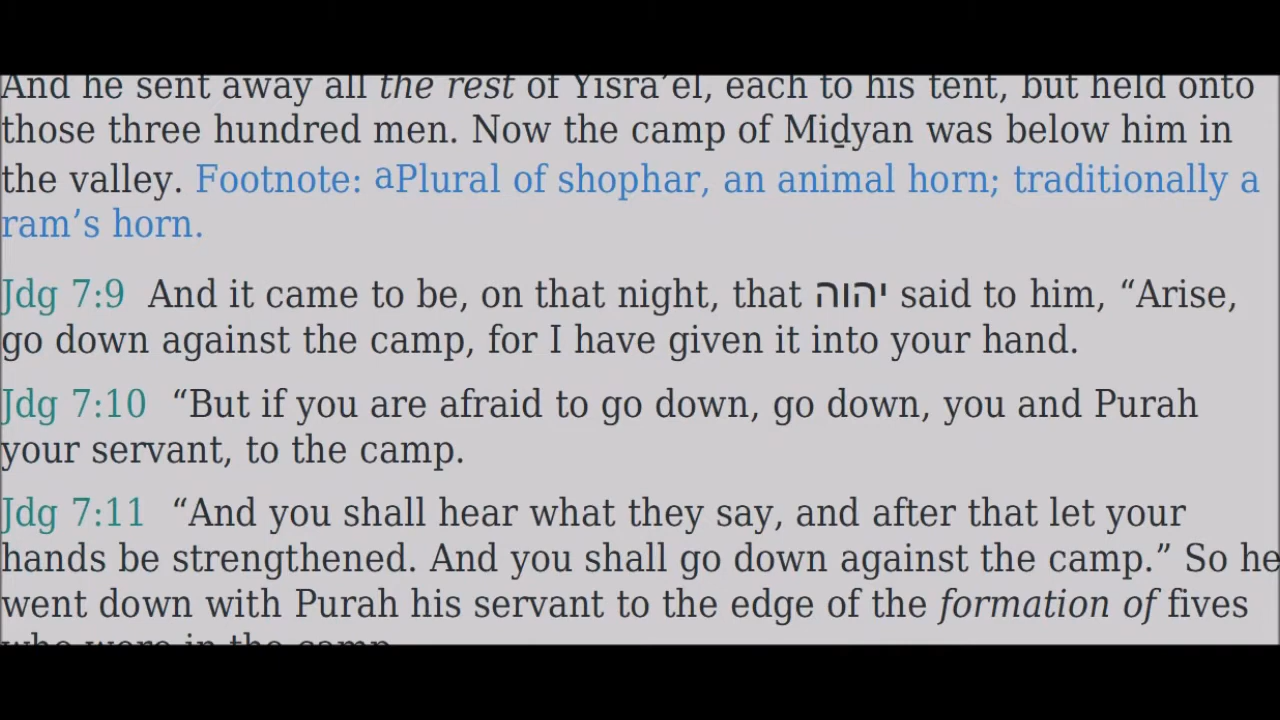 And he sent away all the rest of Yisra’ĕl, each to his tent, but held onto
those three hundred men. Now the camp of Miḏyan was below him in
the valley. Footnote: aPlural of shophar, an animal horn; traditionally a
ram’s horn.
Jdg 7:9 And it came to be, on that night, that יהוה said to him, “Arise,
go down against the camp, for I have given it into your hand.
Jdg 7:10 “But if you are afraid to go down, go down, you and Purah
your servant, to the camp.
Jdg 7:11 “And you shall hear what they say, and after that let your
hands be strengthened. And you shall go down against the camp.” So he
went down with Purah his servant to the edge of the formation of fives
who were in the camp.